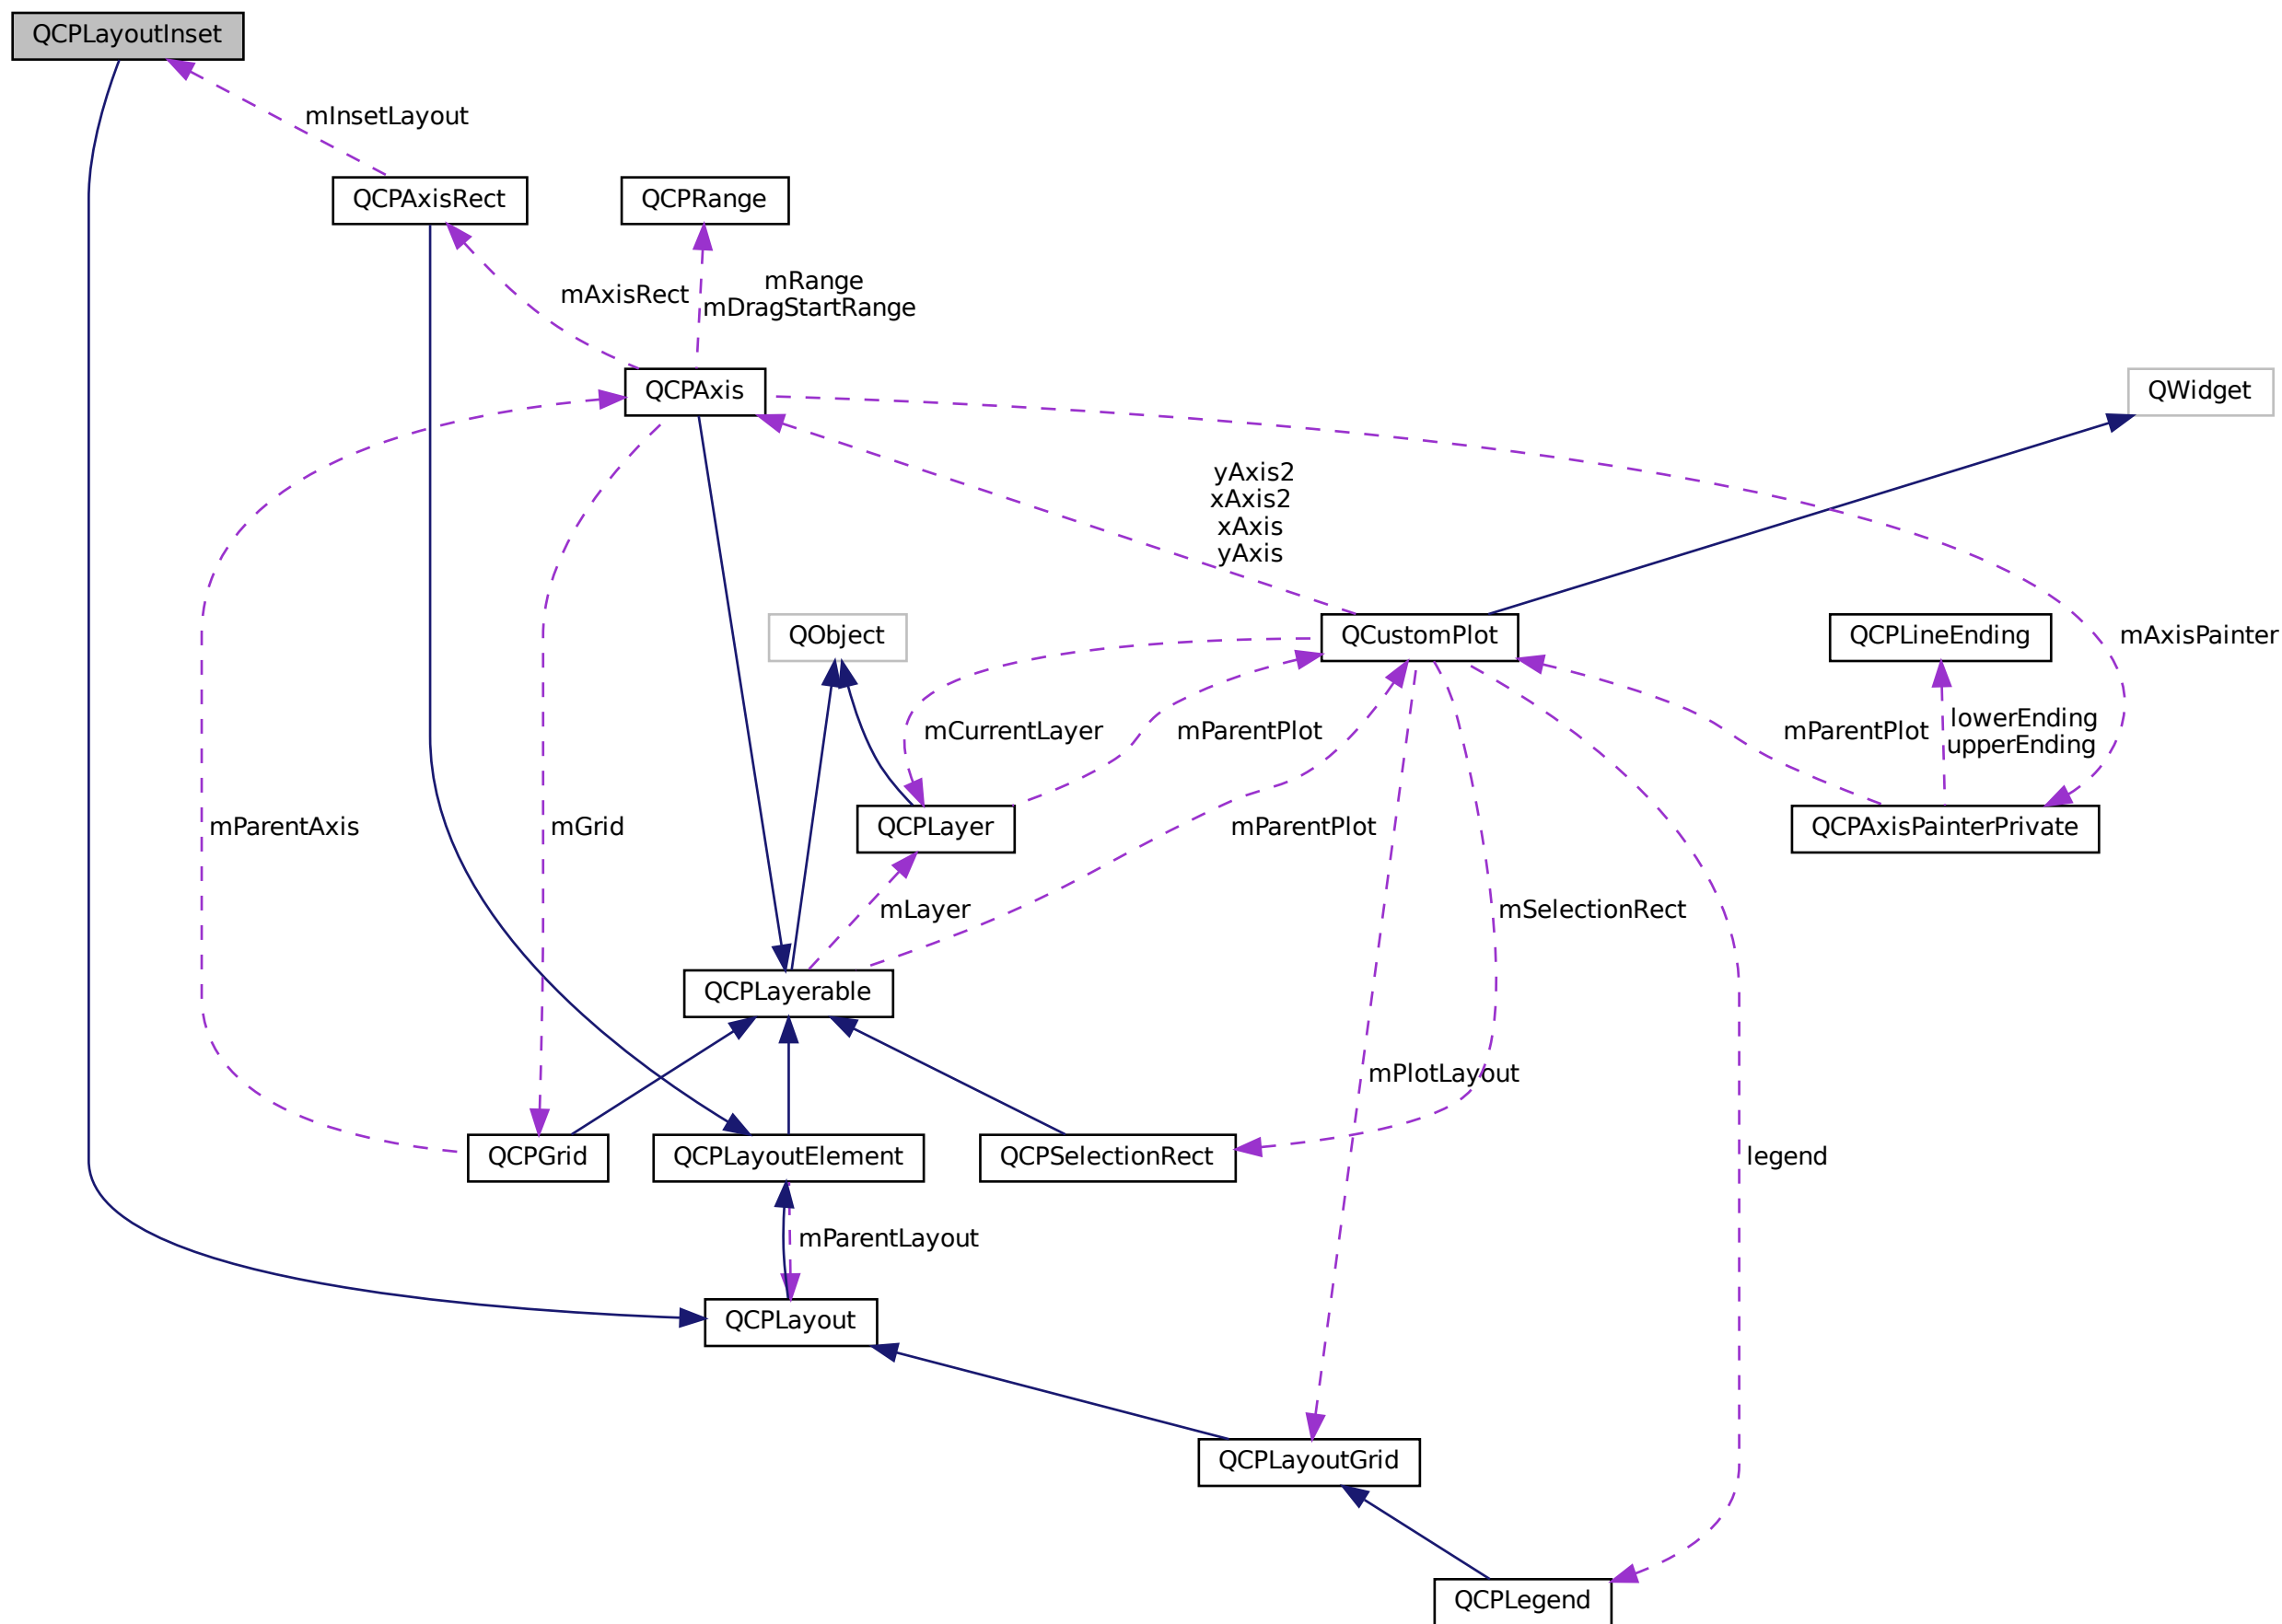 QCPLayoutInset
mInsetLayout
QCPAxisRect
QCPRange
mAxisRect
mRange
mDragStartRange
QCPAxis
QWidget
yAxis2
xAxis2
xAxis
yAxis
QObject
QCustomPlot
QCPLineEnding
mAxisPainter
mCurrentLayer
mParentPlot
mParentPlot
lowerEnding
upperEnding
mParentAxis
mGrid
QCPLayer
mParentPlot
QCPAxisPainterPrivate
mLayer
mSelectionRect
QCPLayerable
mPlotLayout
QCPGrid
QCPLayoutElement
QCPSelectionRect
legend
mParentLayout
QCPLayout
QCPLayoutGrid
QCPLegend